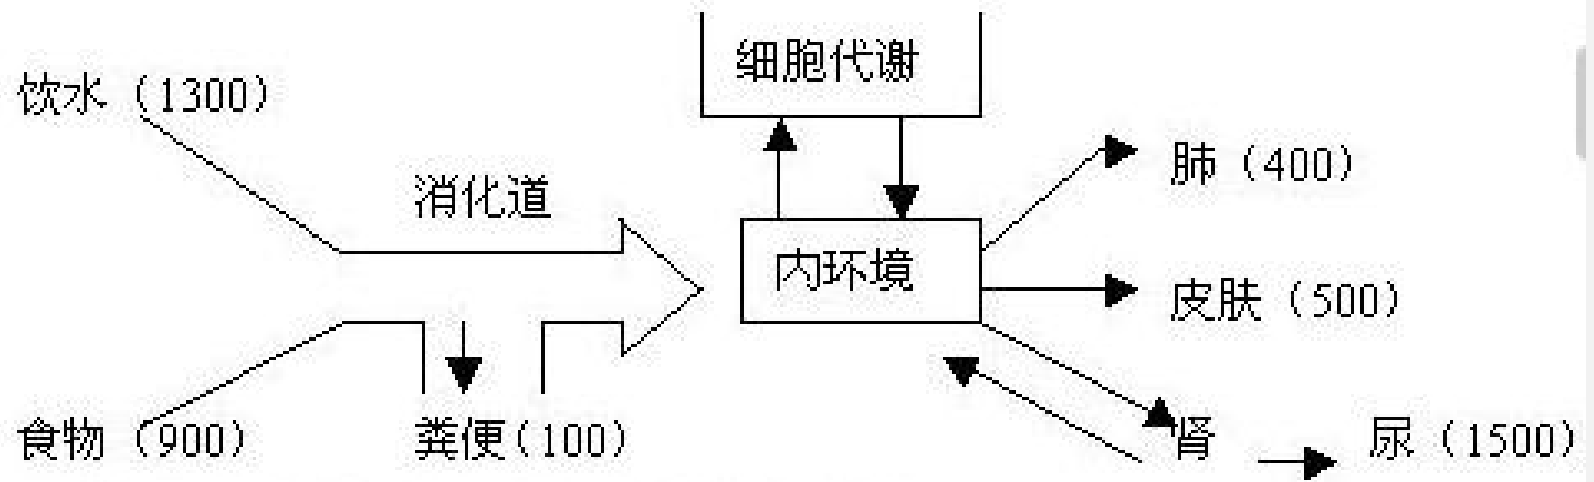 细胞代谢
饮水（1300）
肺（400）
消化道
内环境
皮肤（500）
食物（900）
粪便（100）
肾
尿（1500）